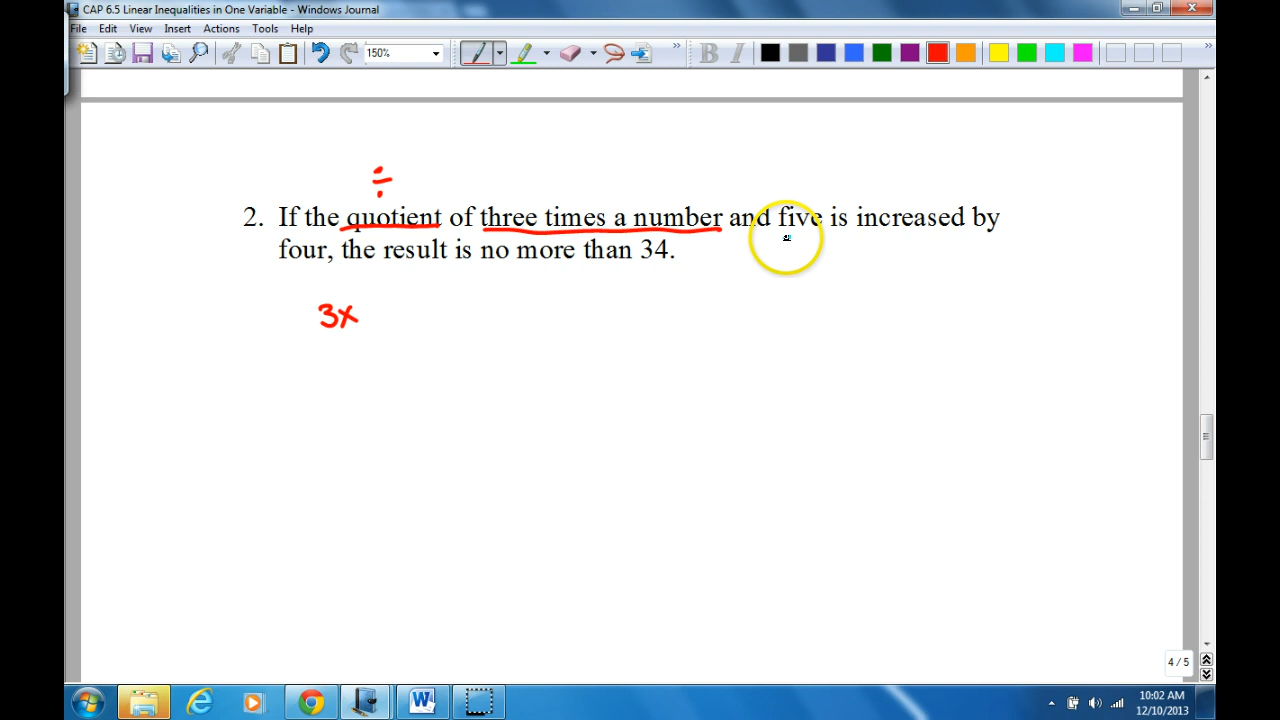 CAP 6.5 Linear Inequalities in One Variable - Windows Journal
File Edit View Insert Actions Tools Help
150% B I
÷
2. If the quotient of three times a number and five is increased by
four, the result is no more than 34.
3x
4 / 5
10:02 AM
12/10/2013